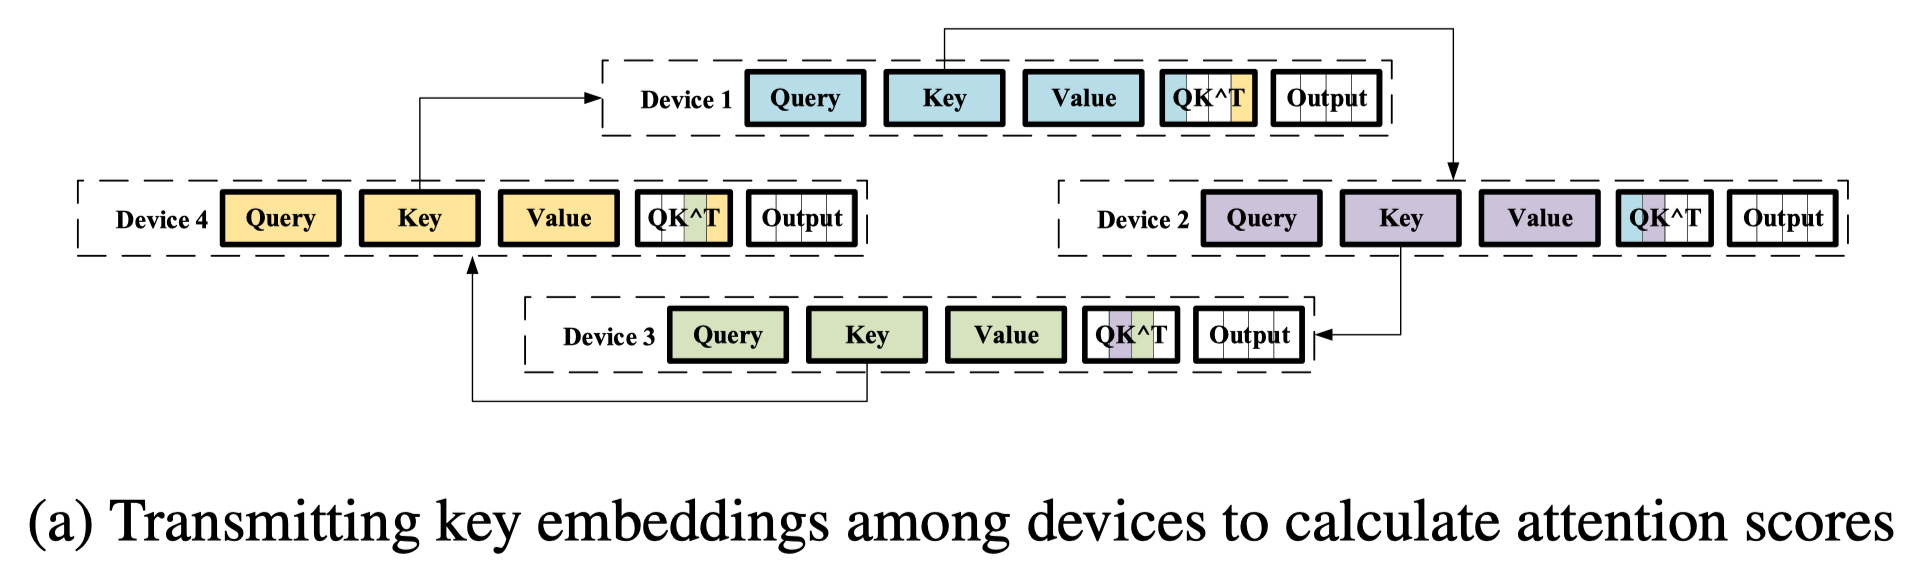 Device 1 Query Key Value QK^T Output
Device 4 Query Key Value QK^T Output
Device 2 Query Key Value QK^T Output
Device 3 Query Key Value QK^T Output
(a) Transmitting key embeddings among devices to calculate attention scores